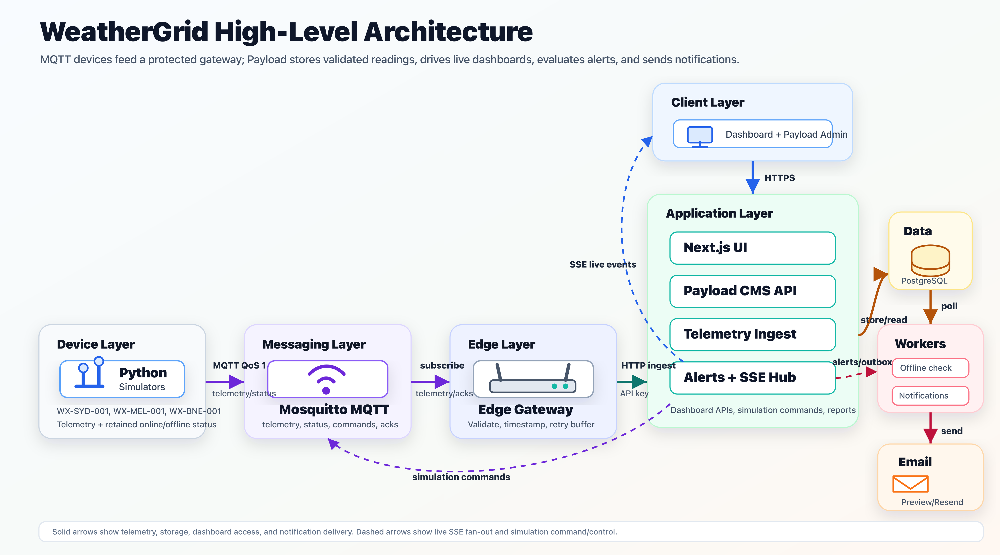 WeatherGrid High-Level Architecture
MQTT devices feed a protected gateway; Payload stores validated readings, drives live dashboards, evaluates alerts, and sends notifications.
Client Layer
Dashboard + Payload Admin
HTTPS
SSE live events
Application Layer
Next.js UI
Payload CMS API
Telemetry Ingest
Alerts + SSE Hub
Dashboard APIs, simulation commands, reports
Data
PostgreSQL
poll
store/read
Workers
alerts/outbox
Offline check
Notifications
send
Email
Preview/Resend
Device Layer
Python
Simulators
WX-SYD-001, WX-MEL-001, WX-BNE-001
Telemetry + retained online/offline status
MQTT QoS 1
telemetry/status
Messaging Layer
Mosquitto MQTT
telemetry, status, commands, acks
subscribe
telemetry/acks
Edge Layer
Edge Gateway
Validate, timestamp, retry buffer
HTTP ingest
API key
simulation commands
Solid arrows show telemetry, storage, dashboard access, and notification delivery. Dashed arrows show live SSE fan-out and simulation command/control.